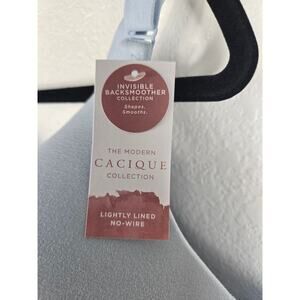 INVISIBLE
BACKSMOOTHER
COLLECTION
Shapes.
Smooths.
THE MODERN
CACIQUE
COLLECTION
LIGHTLY LINED
NO-WIRE